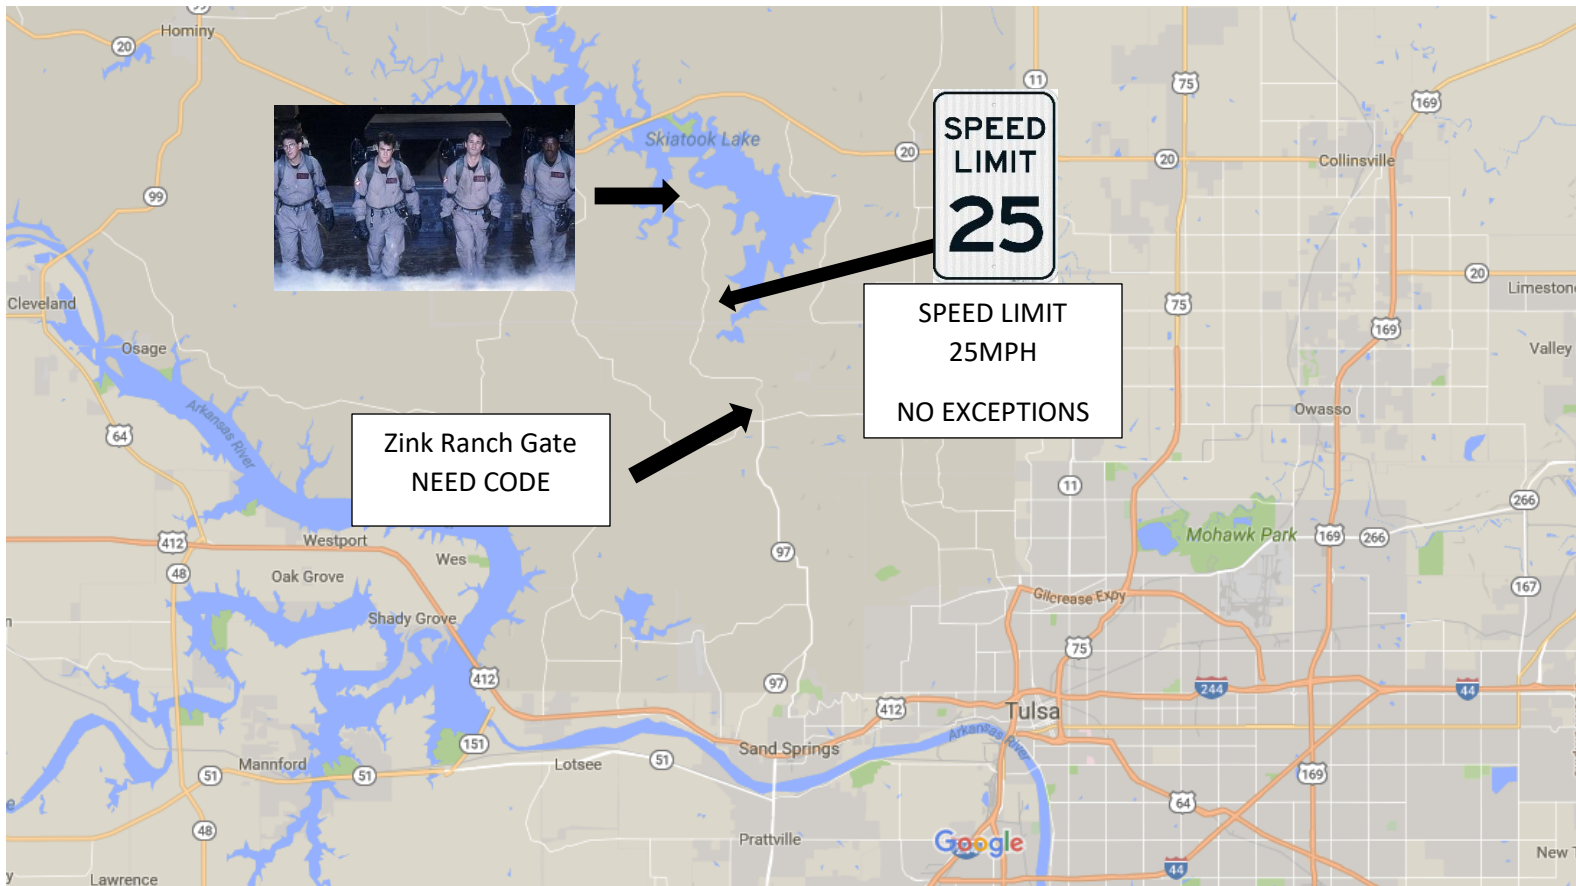 99
Hominy
20
11
75
169
SPEED
LIMIT
25
Skiatook Lake
20
20
Collinsville
99
20
Cleveland
Limeston
SPEED LIMIT
25MPH
NO EXCEPTIONS
75
169
Osage
Valley
Arkansas River
Owasso
64
Zink Ranch Gate
NEED CODE
11
266
412
Westport
97
Mohawk Park
169
266
Wes
48
Oak Grove
167
Gilcrease Expy
Shady Grove
75
412
97
244
44
412
Tulsa
Arkansas River
151
Sand Springs
Mannford
51
51
Lotsee
51
169
64
48
Prattville
Google
New
44
Lawrence